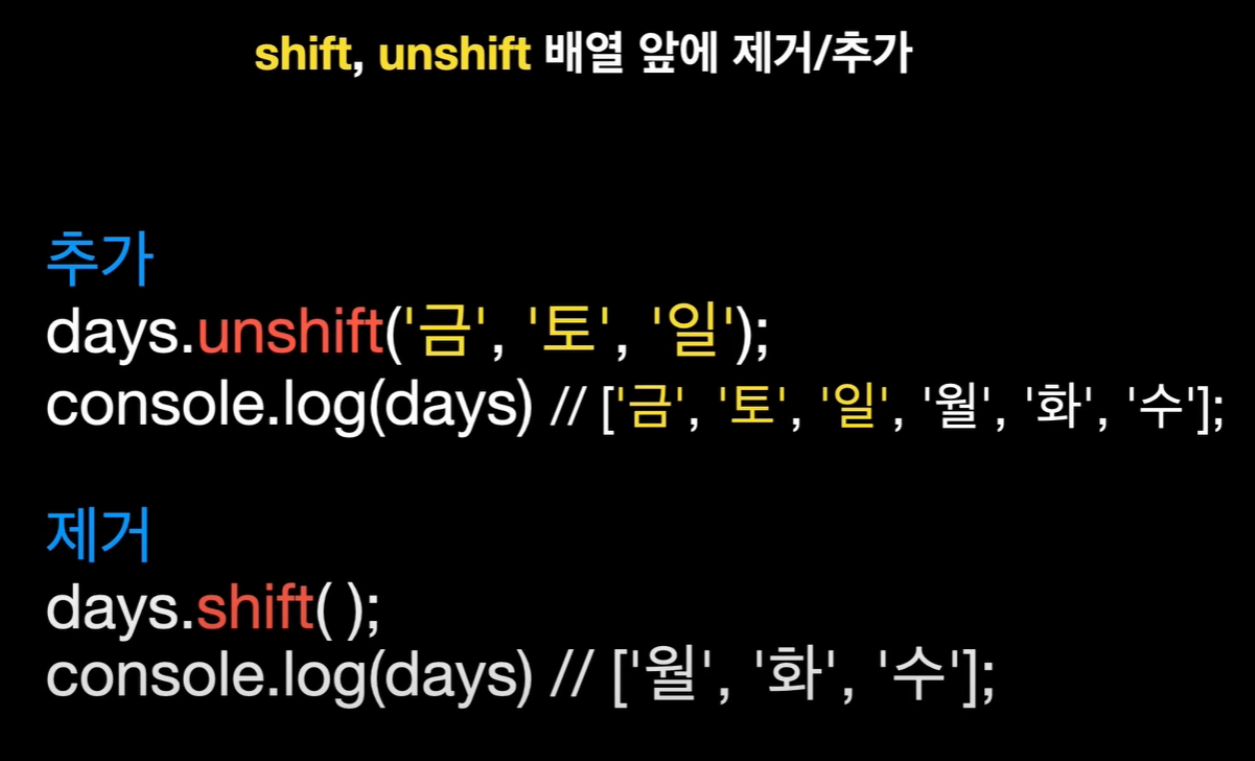 shift, unshift 배열 앞에 제거/추가
추가
days.unshift('금', '토', '일');
console.log(days) // ['금', '토', '일', '월', '화', '수'];
제거
days.shift( );
console.log(days) // ['월', '화', '수'];